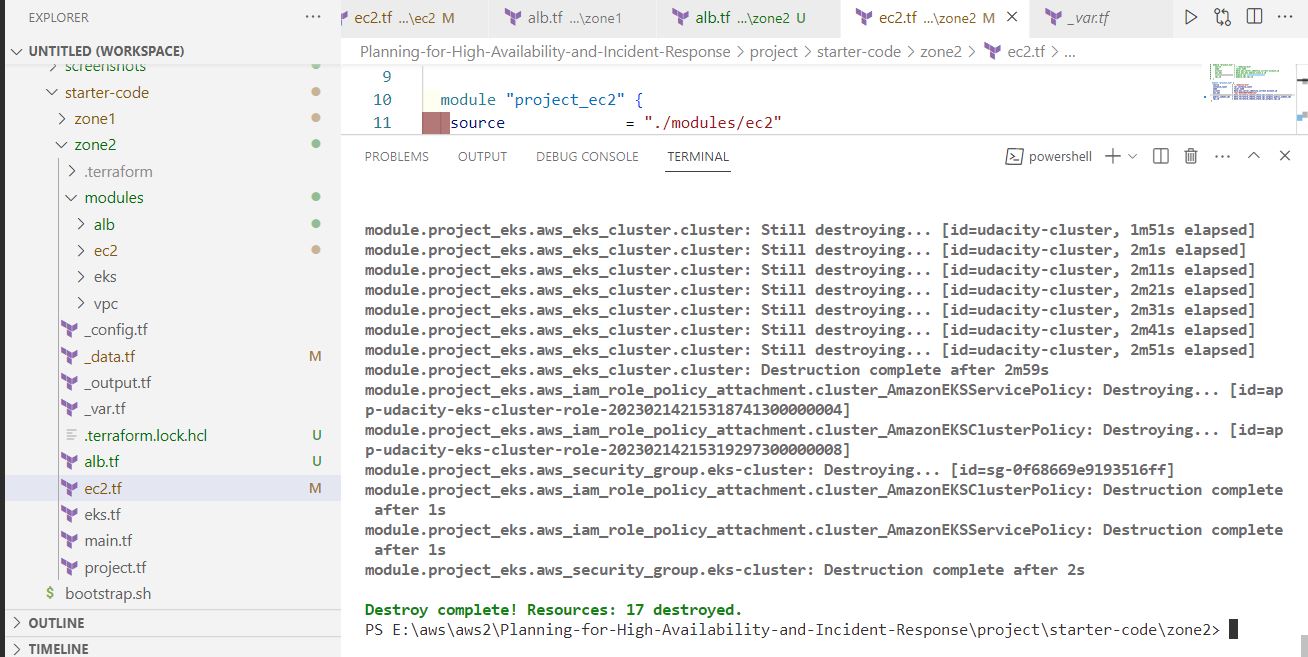 EXPLORER ...
UNTITLED (WORKSPACE)
screenshots
starter-code
zone1
zone2
.terraform
modules
alb
ec2
eks
vpc
_config.tf
_data.tf M
_output.tf
_var.tf
.terraform.lock.hcl U
alb.tf U
ec2.tf M
eks.tf
main.tf
project.tf
$ bootstrap.sh
OUTLINE
TIMELINE
ec2.tf ...\ec2 M alb.tf ...\zone1 alb.tf ...\zone2 U ec2.tf ...\zone2 M _var.tf
Planning-for-High-Availability-and-Incident-Response > project > starter-code > zone2 > ec2.tf > ...
9
10 module "project_ec2" {
11 source = "./modules/ec2"
PROBLEMS OUTPUT DEBUG CONSOLE TERMINAL powershell
module.project_eks.aws_eks_cluster.cluster: Still destroying... [id=udacity-cluster, 1m51s elapsed]
module.project_eks.aws_eks_cluster.cluster: Still destroying... [id=udacity-cluster, 2m1s elapsed]
module.project_eks.aws_eks_cluster.cluster: Still destroying... [id=udacity-cluster, 2m11s elapsed]
module.project_eks.aws_eks_cluster.cluster: Still destroying... [id=udacity-cluster, 2m21s elapsed]
module.project_eks.aws_eks_cluster.cluster: Still destroying... [id=udacity-cluster, 2m31s elapsed]
module.project_eks.aws_eks_cluster.cluster: Still destroying... [id=udacity-cluster, 2m41s elapsed]
module.project_eks.aws_eks_cluster.cluster: Still destroying... [id=udacity-cluster, 2m51s elapsed]
module.project_eks.aws_eks_cluster.cluster: Destruction complete after 2m59s
module.project_eks.aws_iam_role_policy_attachment.cluster_AmazonEKSServicePolicy: Destroying... [id=ap
p-udacity-eks-cluster-role-20230214215318741300000004]
module.project_eks.aws_iam_role_policy_attachment.cluster_AmazonEKSClusterPolicy: Destroying... [id=ap
p-udacity-eks-cluster-role-20230214215319297300000008]
module.project_eks.aws_security_group.eks-cluster: Destroying... [id=sg-0f68669e9193516ff]
module.project_eks.aws_iam_role_policy_attachment.cluster_AmazonEKSClusterPolicy: Destruction complete
after 1s
module.project_eks.aws_iam_role_policy_attachment.cluster_AmazonEKSServicePolicy: Destruction complete
after 1s
module.project_eks.aws_security_group.eks-cluster: Destruction complete after 2s
Destroy complete! Resources: 17 destroyed.
PS E:\aws\aws2\Planning-for-High-Availability-and-Incident-Response\project\starter-code\zone2>